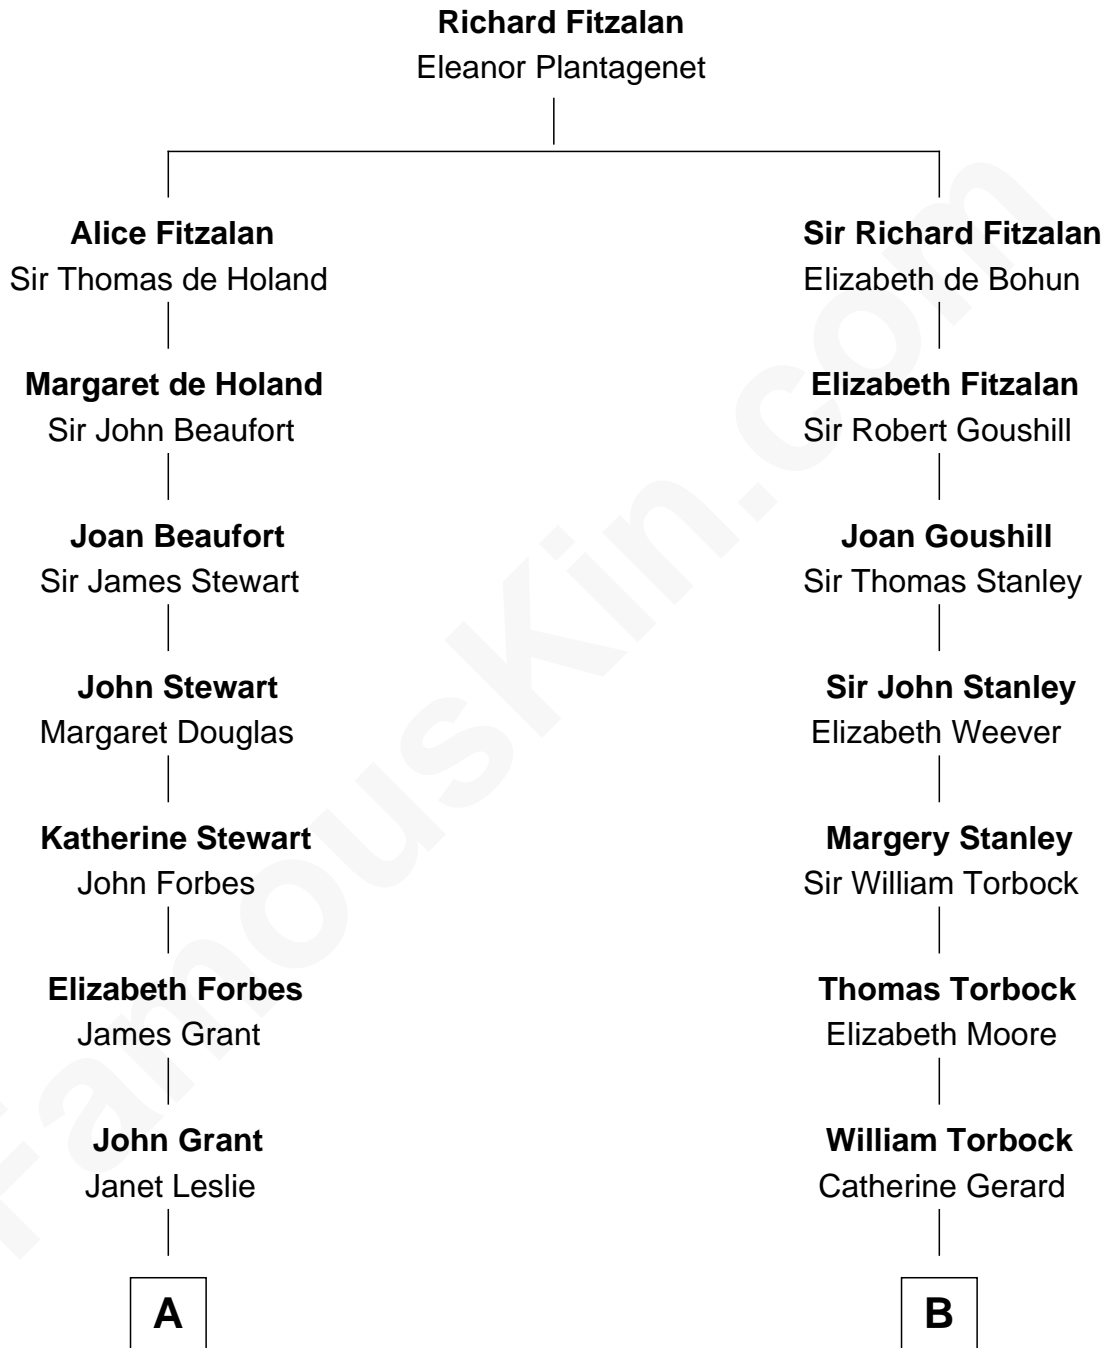 Richard Fitzalan
Eleanor Plantagenet
Alice Fitzalan
Sir Thomas de Holand
Margaret de Holand
Sir John Beaufort
Joan Beaufort
Sir James Stewart
John Stewart
Margaret Douglas
Katherine Stewart
John Forbes
Elizabeth Forbes
James Grant
John Grant
Janet Leslie
A
Sir Richard Fitzalan
Elizabeth de Bohun
Elizabeth Fitzalan
Sir Robert Goushill
Joan Goushill
Sir Thomas Stanley
Sir John Stanley
Elizabeth Weever
Margery Stanley
Sir William Torbock
Thomas Torbock
Elizabeth Moore
William Torbock
Catherine Gerard
B
FamousKin.com